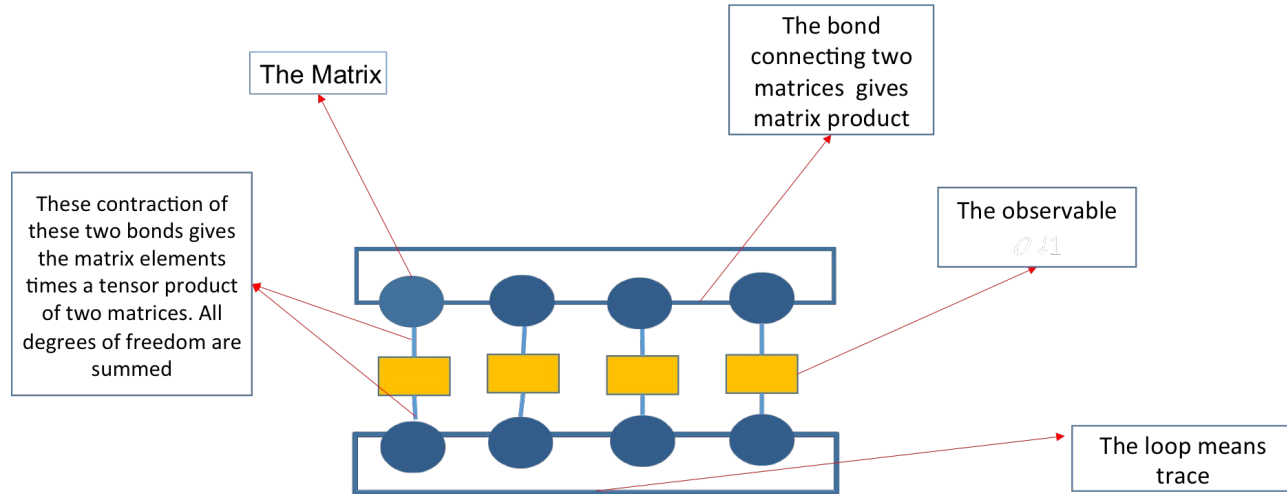 The Matrix
The bond
connecting two
matrices gives
matrix product
These contraction of
these two bonds gives
the matrix elements
times a tensor product
of two matrices. All
degrees of freedom are
summed
The observable
The loop means
trace